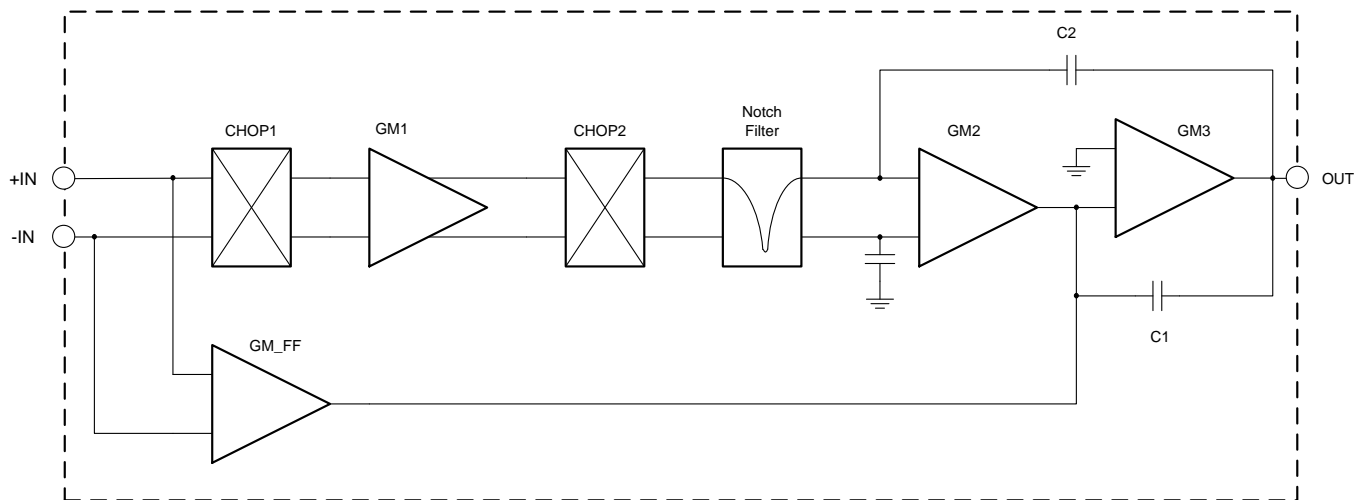 C2
Notch
Filter
CHOP1
GM1
CHOP2
GM2
GM3
+IN
OUT
-IN
C1
GM_FF